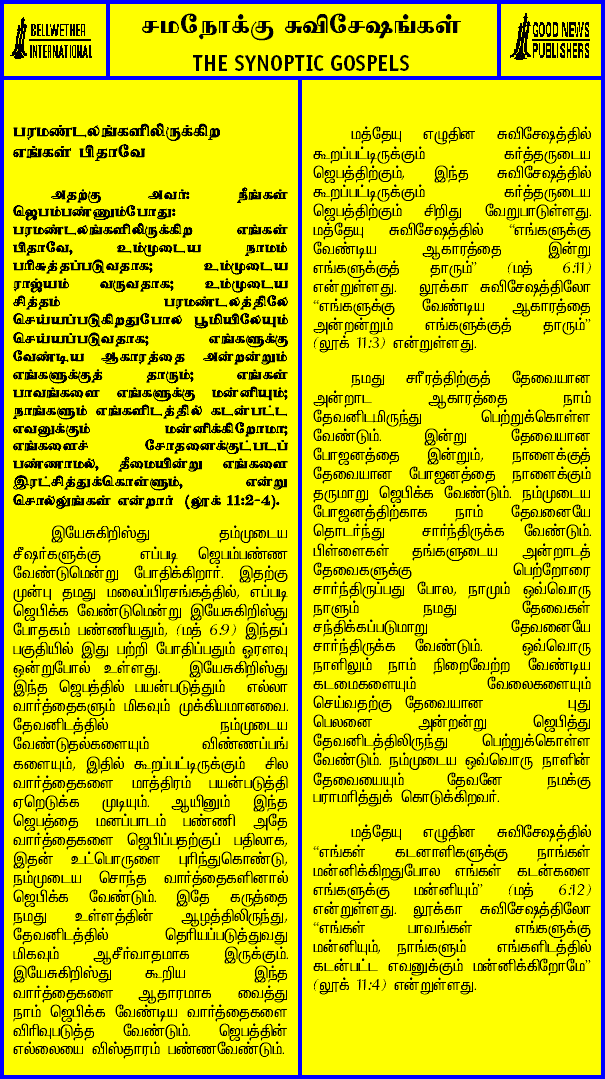 BELLWETHER
INTERNATIONAL
சமநோக்கு சுவிசேஷங்கள்
THE SYNOPTIC GOSPELS
GOOD NEWS
PUBLISHERS
பரமண்டலங்களிலிருக்கிற
எங்கள் பிதாவே
அதற்கு அவர்: நீங்கள்
ஜெபம்பண்ணும்போது:
பரமண்டலங்களிலிருக்கிற எங்கள்
பிதாவே, உம்முடைய நாமம்
பரிசுத்தப்படுவதாக; உம்முடைய
ராஜ்யம் வருவதாக; உம்முடைய
சித்தம் பரமண்டலத்திலே
செய்யப்படுகிறதுபோல பூமியிலேயும்
செய்யப்படுவதாக; எங்களுக்கு
வேண்டிய ஆகாரத்தை அன்றன்றும்
எங்களுக்குத் தாரும்; எங்கள்
பாவங்களை எங்களுக்கு மன்னியும்;
நாங்களும் எங்களிடத்தில் கடன்பட்ட
எவனுக்கும் மன்னிக்கிறோமே;
எங்களைச் சோதனைக்குட்படப்
பண்ணாமல், தீமையினின்று எங்களை
இரட்சித்துக்கொள்ளும், என்று
சொல்லுங்கள் என்றார் (லூக் 11:2-4).
இயேசுகிறிஸ்து தம்முடைய
சீஷர்களுக்கு எப்படி ஜெபம்பண்ண
வேண்டுமென்று போதிக்கிறார். இதற்கு
முன்பு தமது மலைப்பிரசங்கத்தில், எப்படி
ஜெபிக்க வேண்டுமென்று இயேசுகிறிஸ்து
போதகம் பண்ணியதும், (மத் 6:9) இந்தப்
பகுதியில் இது பற்றி போதிப்பதும் ஓரளவு
ஒன்றுபோல் உள்ளது. இயேசுகிறிஸ்து
இந்த ஜெபத்தில் பயன்படுத்தும் எல்லா
வார்த்தைகளும் மிகவும் முக்கியமானவை.
தேவனிடத்தில் நம்முடைய
வேண்டுதல்களையும் விண்ணப்பங்
களையும், இதில் கூறப்பட்டிருக்கும் சில
வார்த்தைகளை மாத்திரம் பயன்படுத்தி
ஏறெடுக்க முடியும். ஆயினும் இந்த
ஜெபத்தை மனப்பாடம் பண்ணி அதே
வார்த்தைகளை ஜெபிப்பதற்குப் பதிலாக,
இதன் உட்பொருளை புரிந்துகொண்டு,
நம்முடைய சொந்த வார்த்தைகளினால்
ஜெபிக்க வேண்டும். இதே கருத்தை
நமது உள்ளத்தின் ஆழத்திலிருந்து,
தேவனிடத்தில் தெரியப்படுத்துவது
மிகவும் ஆசீர்வாதமாக இருக்கும்.
இயேசுகிறிஸ்து கூறிய இந்த
வார்த்தைகளை ஆதாரமாக வைத்து
நாம் ஜெபிக்க வேண்டிய வார்த்தைகளை
விரிவுபடுத்த வேண்டும். ஜெபத்தின்
எல்லையை விஸ்தாரம் பண்ணவேண்டும்.
மத்தேயு எழுதின சுவிசேஷத்தில்
கூறப்பட்டிருக்கும் கர்த்தருடைய
ஜெபத்திற்கும், இந்த சுவிசேஷத்தில்
கூறப்பட்டிருக்கும் கர்த்தருடைய
ஜெபத்திற்கும் சிறிது வேறுபாடுள்ளது.
மத்தேயு சுவிசேஷத்தில் “எங்களுக்கு
வேண்டிய ஆகாரத்தை இன்று
எங்களுக்குத் தாரும்” (மத் 6:11)
என்றுள்ளது. லூக்கா சுவிசேஷத்திலோ
“எங்களுக்கு வேண்டிய ஆகாரத்தை
அன்றன்றும் எங்களுக்குத் தாரும்”
(லூக் 11:3) என்றுள்ளது.
நமது சரீரத்திற்குத் தேவையான
அன்றாட ஆகாரத்தை நாம்
தேவனிடமிருந்து பெற்றுக்கொள்ள
வேண்டும். இன்று தேவையான
போஜனத்தை இன்றும், நாளைக்குத்
தேவையான போஜனத்தை நாளைக்கும்
தருமாறு ஜெபிக்க வேண்டும். நம்முடைய
போஜனத்திற்காக நாம் தேவனையே
தொடர்ந்து சார்ந்திருக்க வேண்டும்.
பிள்ளைகள் தங்களுடைய அன்றாடத்
தேவைகளுக்கு பெற்றோரை
சார்ந்திருப்பது போல, நாமும் ஒவ்வொரு
நாளும் நமது தேவைகள்
சந்திக்கப்படுமாறு தேவனையே
சார்ந்திருக்க வேண்டும். ஒவ்வொரு
நாளிலும் நாம் நிறைவேற்ற வேண்டிய
கடமைகளையும் வேலைகளையும்
செய்வதற்கு தேவையான புது
பெலனை அன்றன்று ஜெபித்து
தேவனிடத்திலிருந்து பெற்றுக்கொள்ள
வேண்டும். நம்முடைய ஒவ்வொரு நாளின்
தேவையையும் தேவனே நமக்கு
பராமரித்துக் கொடுக்கிறவர்.
மத்தேயு எழுதின சுவிசேஷத்தில்
“எங்கள் கடனாளிகளுக்கு நாங்கள்
மன்னிக்கிறதுபோல எங்கள் கடன்களை
எங்களுக்கு மன்னியும்” (மத் 6:12)
என்றுள்ளது. லூக்கா சுவிசேஷத்திலோ
“எங்கள் பாவங்கள் எங்களுக்கு
மன்னியும், நாங்களும் எங்களிடத்தில்
கடன்பட்ட எவனுக்கும் மன்னிக்கிறோமே”
(லூக் 11:4) என்றுள்ளது.